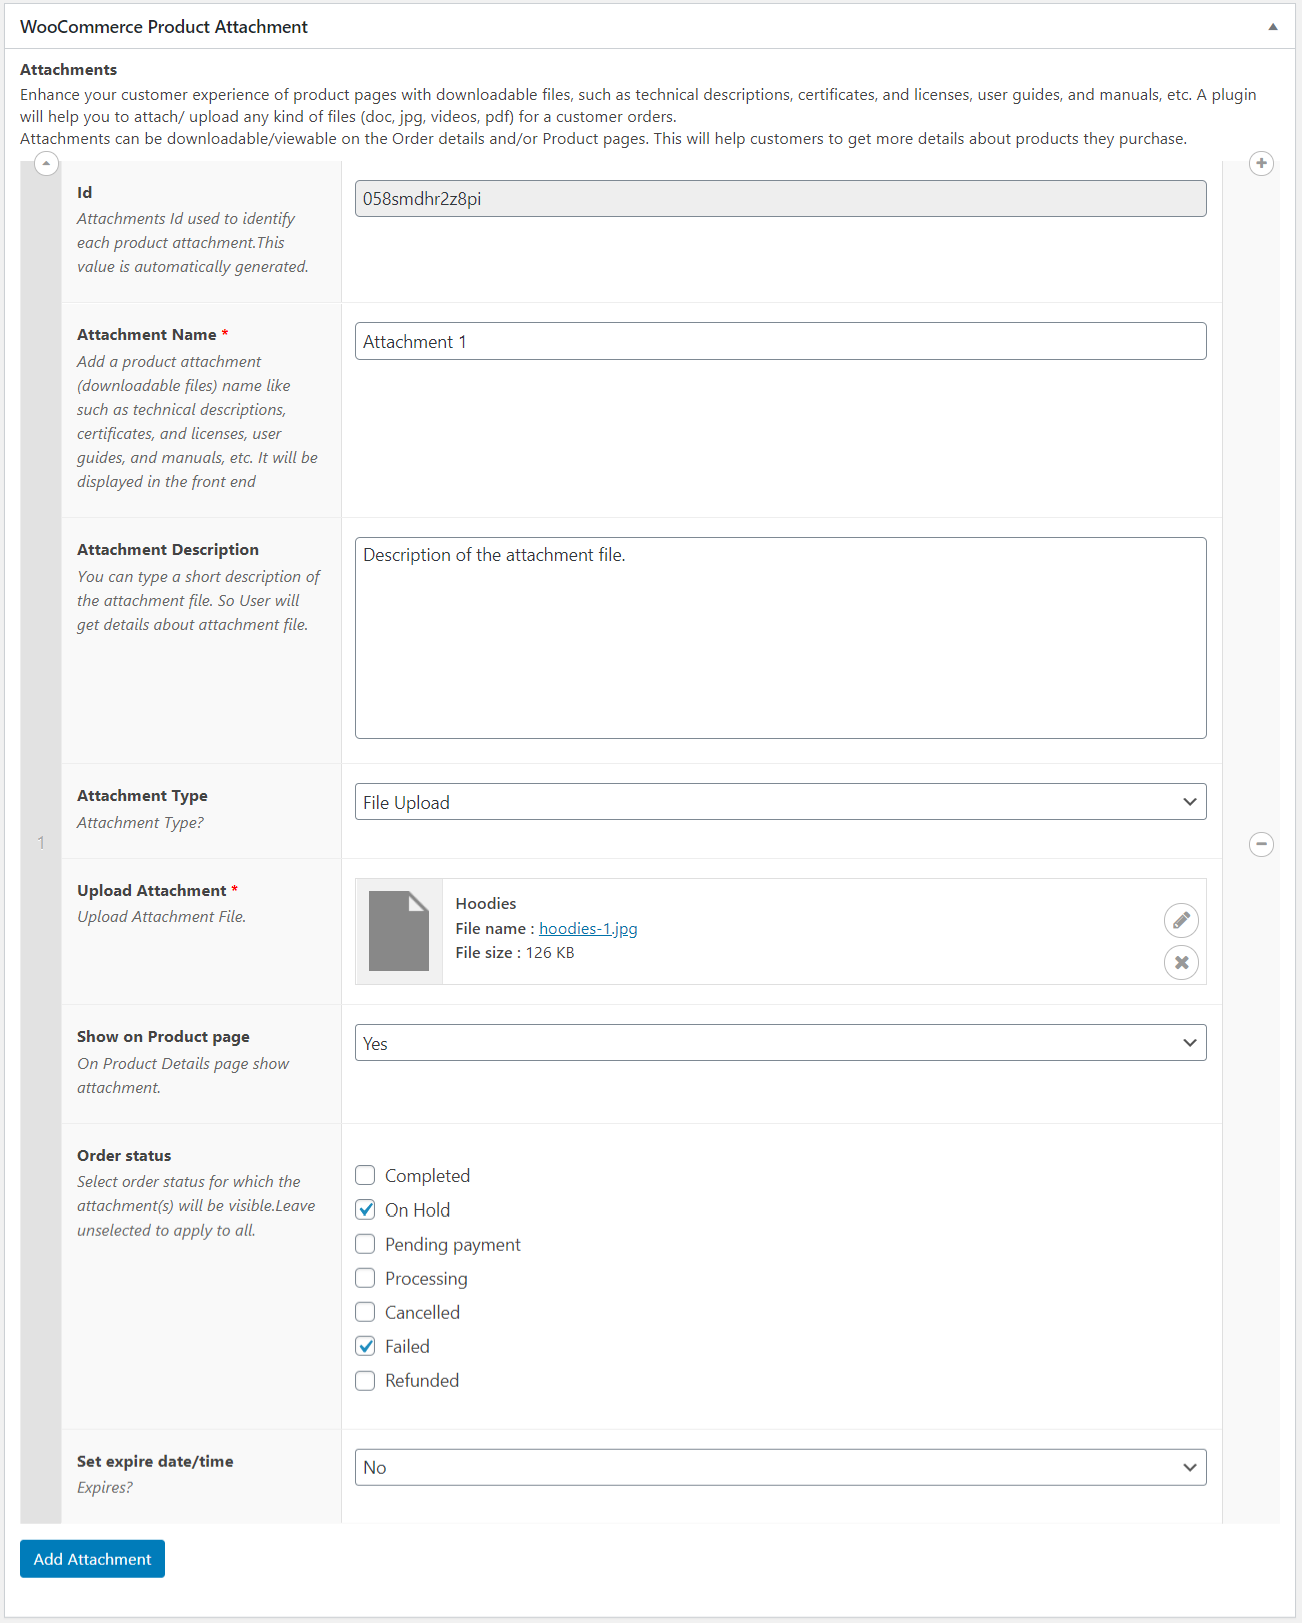 WooCommerce Product Attachment
Attachments
Enhance your customer experience of product pages with downloadable files, such as technical descriptions, certificates, and licenses, user guides, and manuals, etc. A plugin
will help you to attach/ upload any kind of files (doc, jpg, videos, pdf) for a customer orders.
Attachments can be downloadable/viewable on the Order details and/or Product pages. This will help customers to get more details about products they purchase.
Id
Attachments Id used to identify
each product attachment.This
value is automatically generated.
058smdhr2z8pi
Attachment Name *
Add a product attachment
(downloadable files) name like
such as technical descriptions,
certificates, and licenses, user
guides, and manuals, etc. It will be
displayed in the front end
Attachment 1
Attachment Description
You can type a short description of
the attachment file. So User will
get details about attachment file.
Description of the attachment file.
Attachment Type
Attachment Type?
File Upload
1
Upload Attachment *
Upload Attachment File.
Hoodies
File name : hoodies-1.jpg
File size : 126 KB
Show on Product page
On Product Details page show
attachment.
Yes
Order status
Select order status for which the
attachment(s) will be visible.Leave
unselected to apply to all.
Completed
On Hold
Pending payment
Processing
Cancelled
Failed
Refunded
Set expire date/time
Expires?
No
Add Attachment